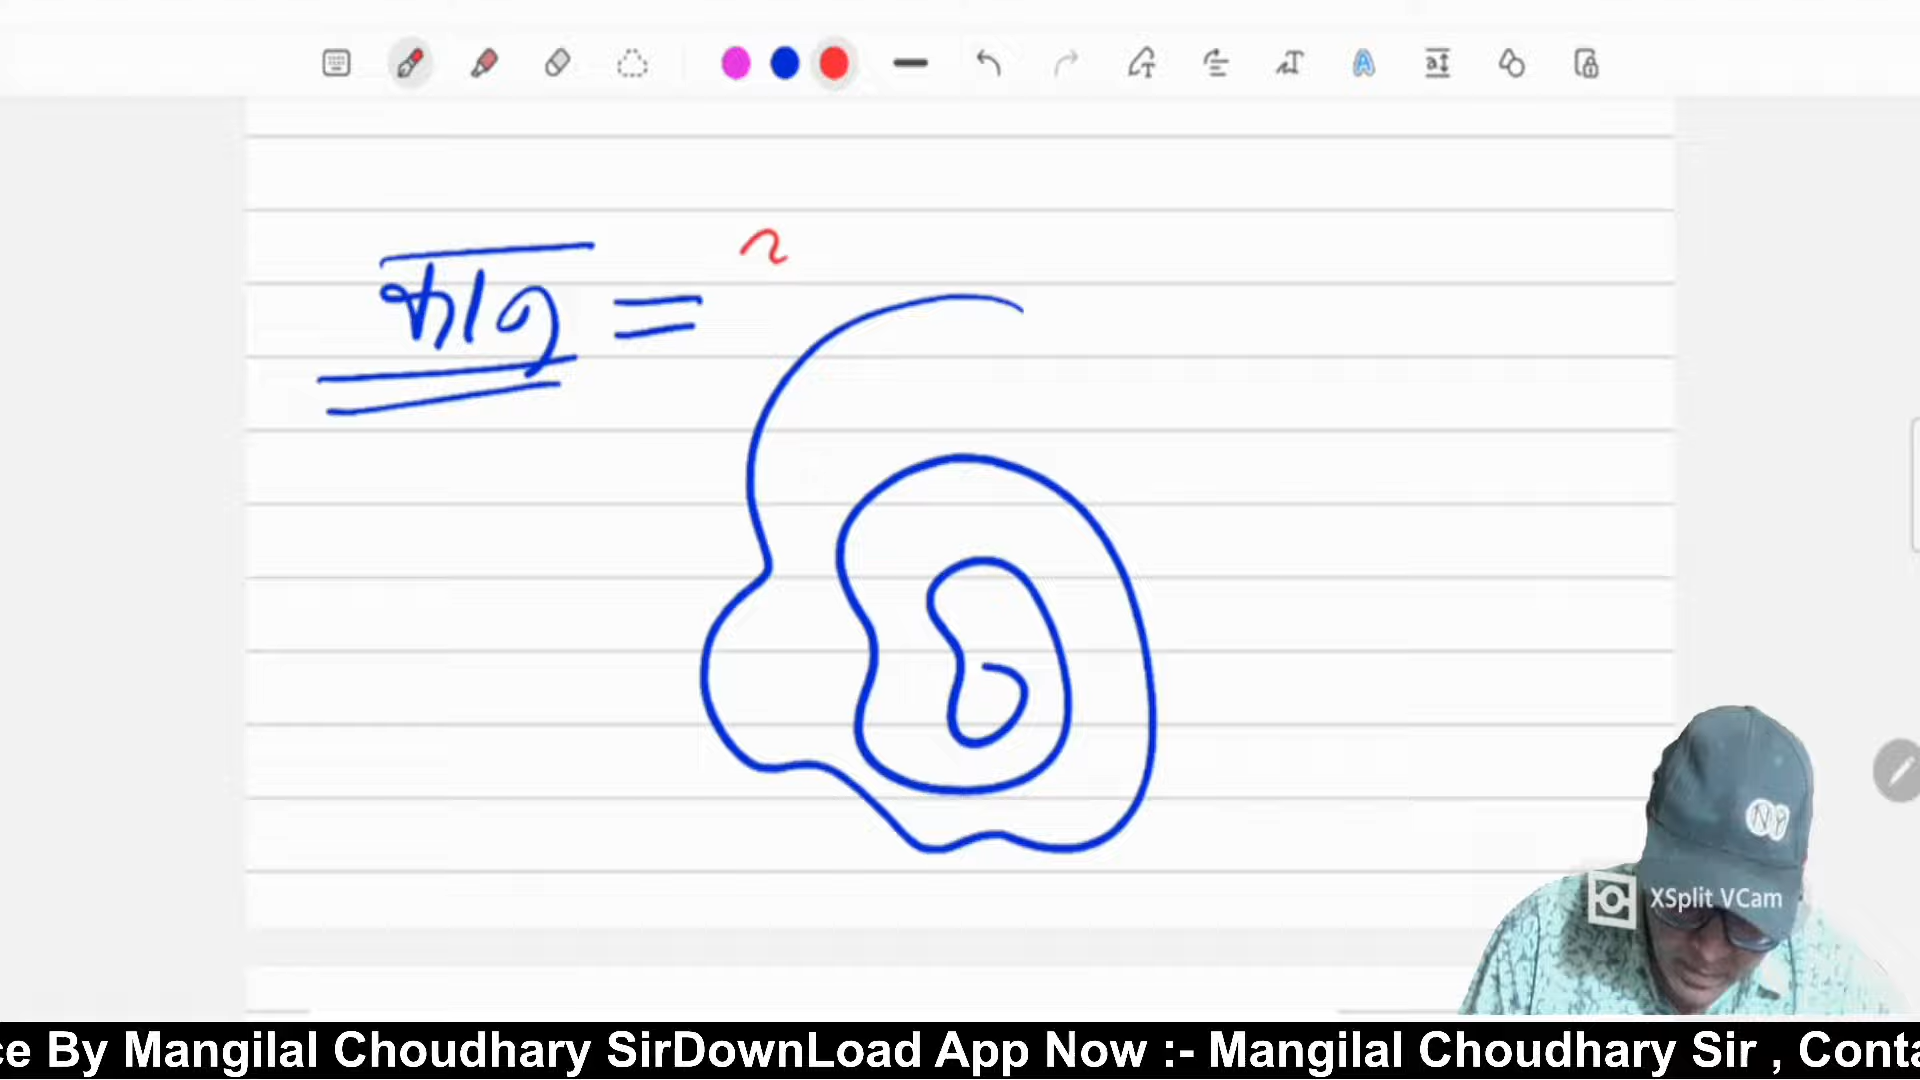 काल =
XSplit VCam
ce By Mangilal Choudhary SirDownLoad App Now :- Mangilal Choudhary Sir , Conta